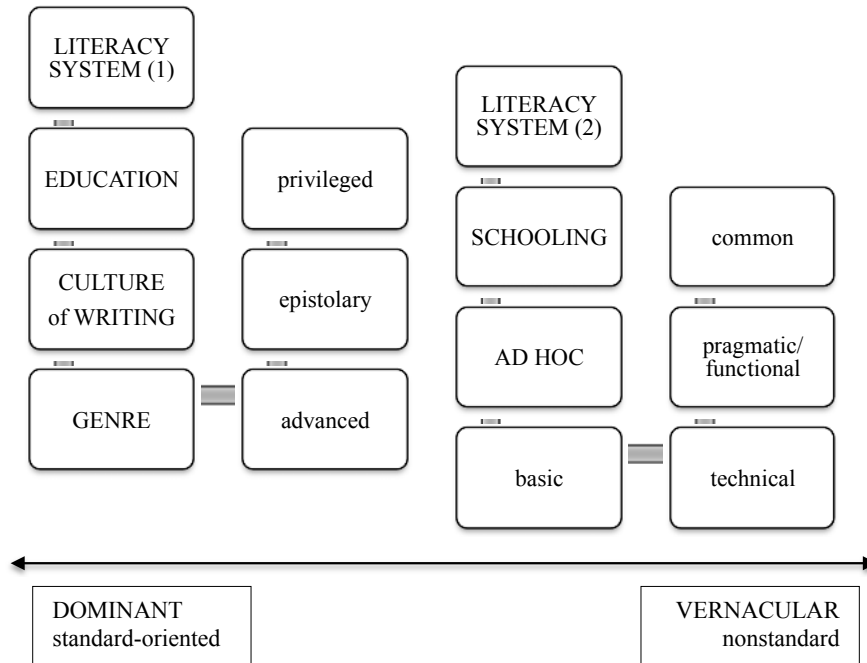 LITERACY
SYSTEM (1)
EDUCATION
CULTURE
of WRITING
GENRE
privileged
epistolary
advanced
LITERACY
SYSTEM (2)
SCHOOLING
AD HOC
basic
common
pragmatic/
functional
technical
DOMINANT
standard-oriented
VERNACULAR
nonstandard